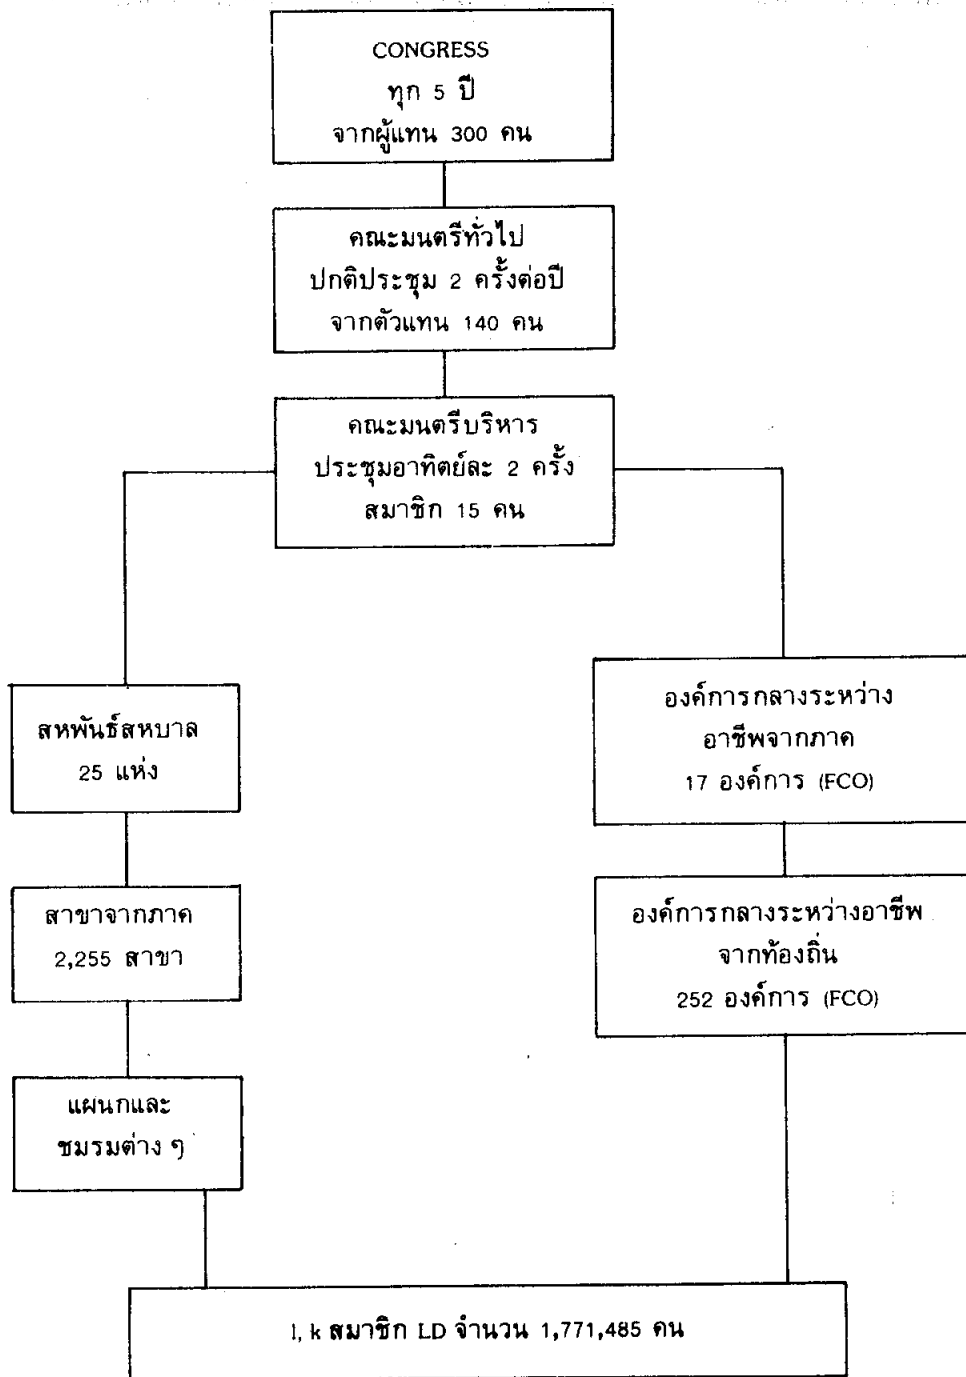 CONGRESS
ทุก 5 ปี
จากผู้แทน 300 คน
คณะมนตรีทั่วไป
ปกติประชุม 2 ครั้งต่อปี
จากตัวแทน 140 คน
คณะมนตรีบริหาร
ประชุมอาทิตย์ละ 2 ครั้ง
สมาชิก 15 คน
สหพันธ์สหบาล
25 แห่ง
สาขาจากภาค
2,255 สาขา
แผนกและ
ชมรมต่าง ๆ
องค์การกลางระหว่าง
อาชีพจากภาค
17 องค์การ (FCO)
องค์การกลางระหว่างอาชีพ
จากท้องถิ่น
252 องค์การ (FCO)
l, k สมาชิก LD จำนวน 1,771,485 คน